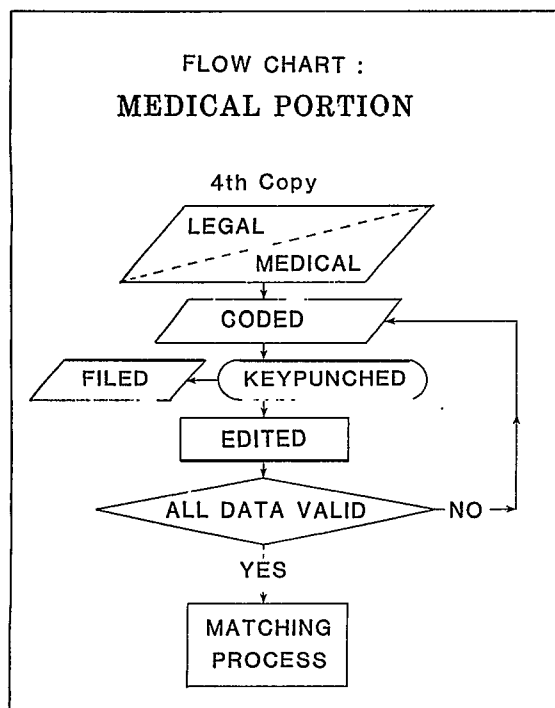 FLOW CHART :
MEDICAL PORTION
4th Copy
LEGAL
MEDICAL
CODED
FILED
KEYPUNCHED
EDITED
ALL DATA VALID
NO
YES
MATCHING
PROCESS